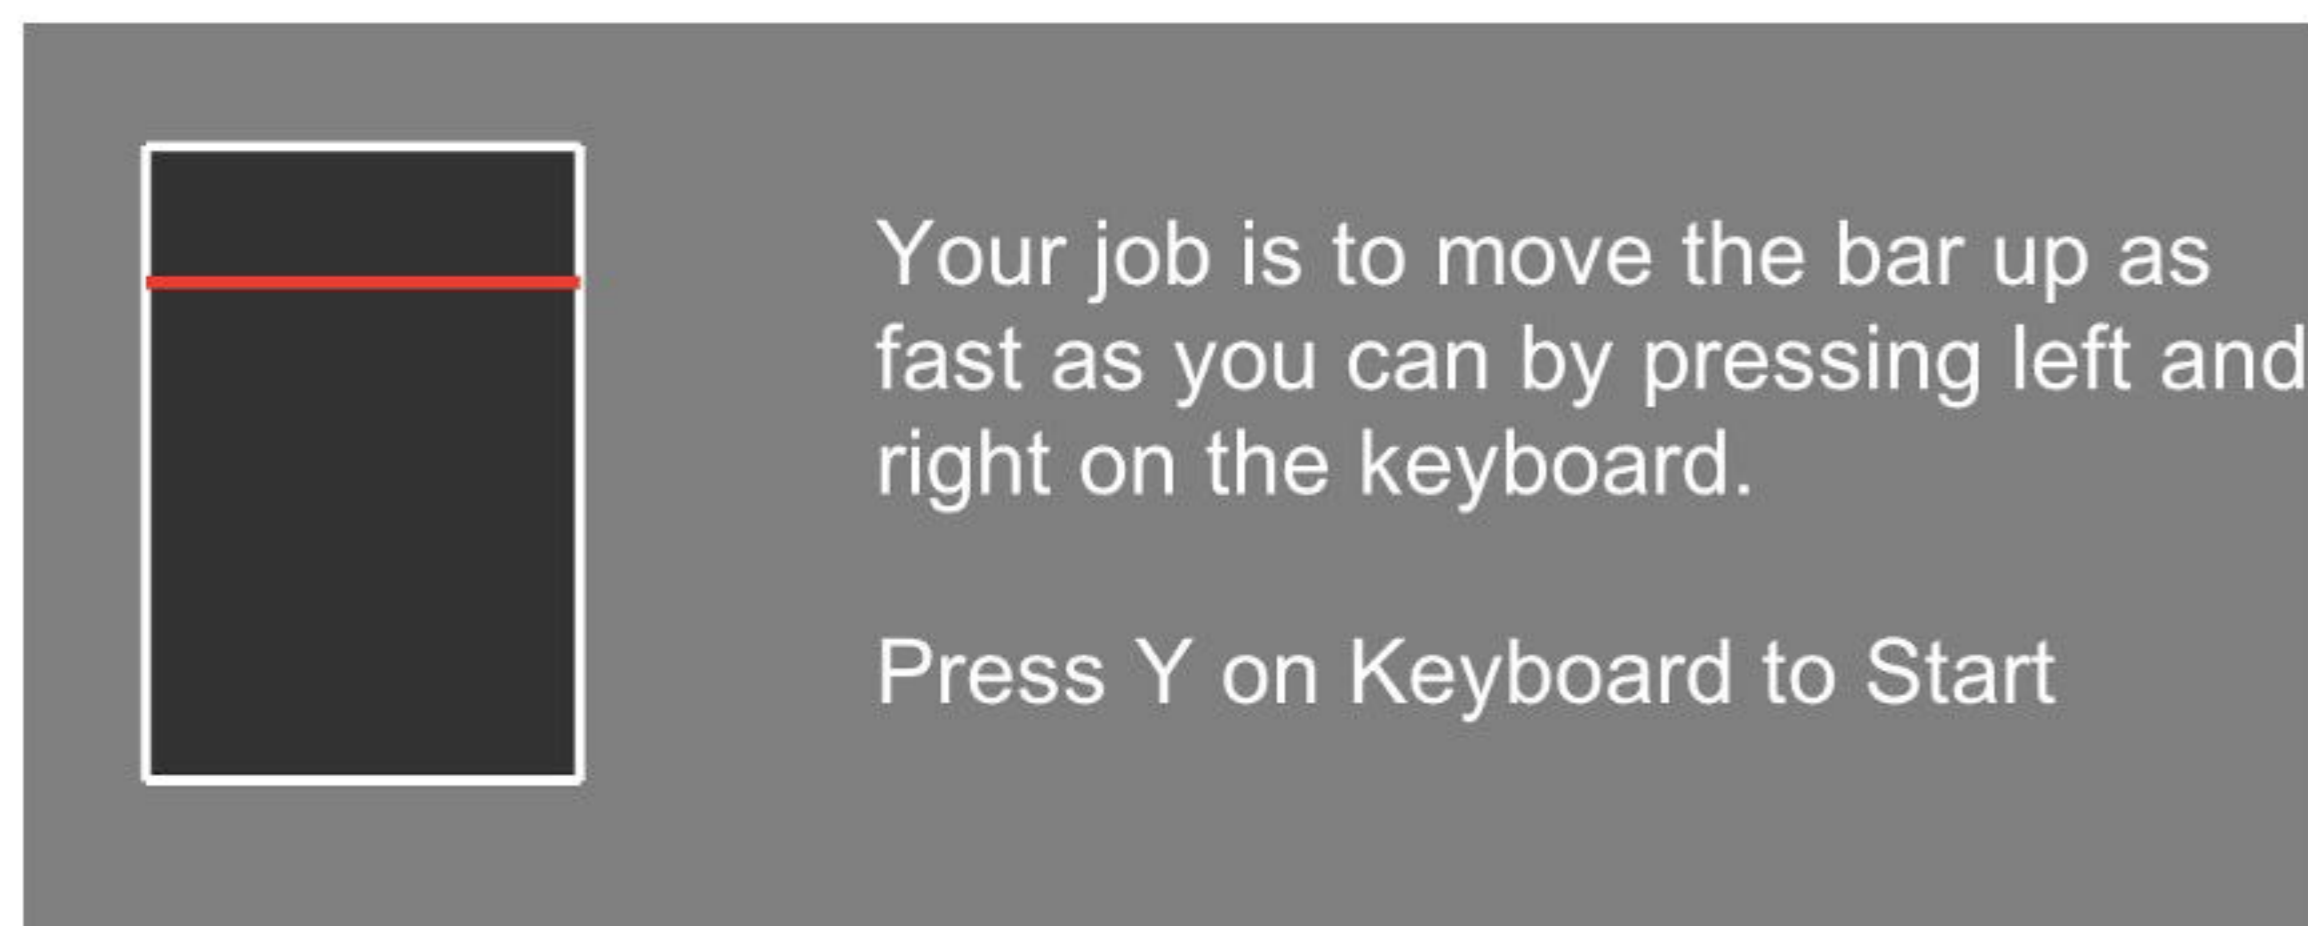 Your job is to move the bar up as
fast as you can by pressing left and
right on the keyboard.
Press Y on Keyboard to Start